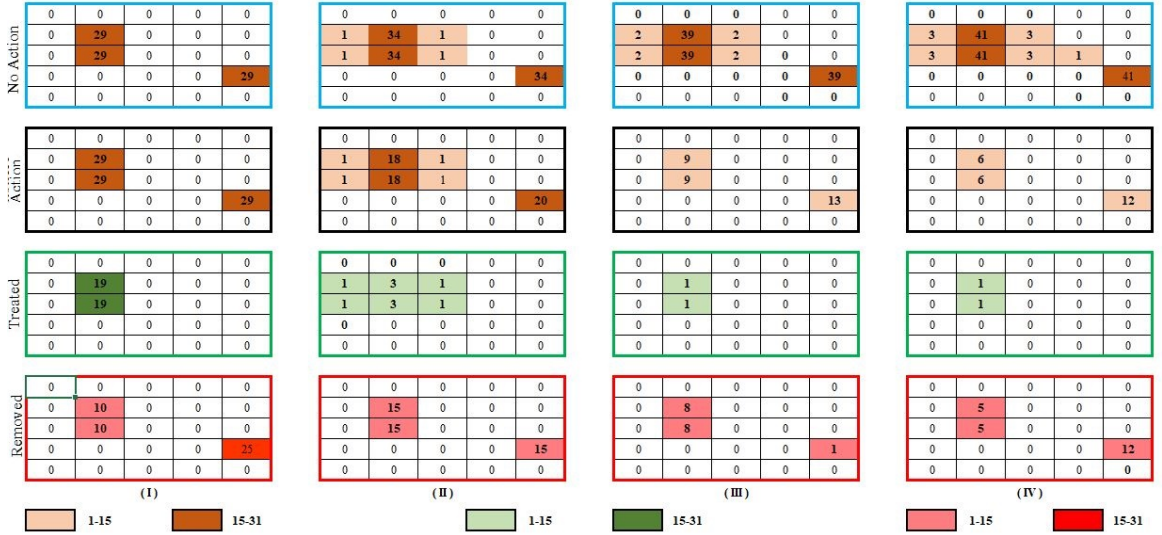 No Action
0 0 0 0 0 0 0 0 0 0 0 0 0 0 0 0 0 0 0 0
0 29 0 0 0 1 34 1 0 0 2 39 2 0 0 3 41 3 0 0
0 29 0 0 0 1 34 1 0 0 2 39 2 0 0 3 41 3 1 0
0 0 0 0 29 0 0 0 0 34 0 0 0 0 39 0 0 0 0 41
0 0 0 0 0 0 0 0 0 0 0 0 0 0 0 0 0 0 0 0
Action
0 0 0 0 0 0 0 0 0 0 0 0 0 0 0 0 0 0 0 0
0 29 0 0 0 1 18 1 0 0 0 9 0 0 0 0 6 0 0 0
0 29 0 0 0 1 18 1 0 0 0 9 0 0 0 0 6 0 0 0
0 0 0 0 29 0 0 0 0 20 0 0 0 0 13 0 0 0 0 12
0 0 0 0 0 0 0 0 0 0 0 0 0 0 0 0 0 0 0 0
Treated
0 0 0 0 0 0 0 0 0 0 0 0 0 0 0 0 0 0 0 0
0 19 0 0 0 1 3 1 0 0 0 1 0 0 0 0 1 0 0 0
0 19 0 0 0 1 3 1 0 0 0 1 0 0 0 0 1 0 0 0
0 0 0 0 0 0 0 0 0 0 0 0 0 0 0 0 0 0 0 0
0 0 0 0 0 0 0 0 0 0 0 0 0 0 0 0 0 0 0 0
Removed
0 0 0 0 0 0 0 0 0 0 0 0 0 0 0 0 0 0 0 0
0 10 0 0 0 0 15 0 0 0 0 8 0 0 0 0 5 0 0 0
0 10 0 0 0 0 15 0 0 0 0 8 0 0 0 0 5 0 0 0
0 0 0 0 25 0 0 0 0 15 0 0 0 0 1 0 0 0 0 12
0 0 0 0 0 0 0 0 0 0 0 0 0 0 0 0 0 0 0 0
( I ) ( II ) ( III ) ( IV )
1-15 15-31 1-15 15-31 1-15 15-31